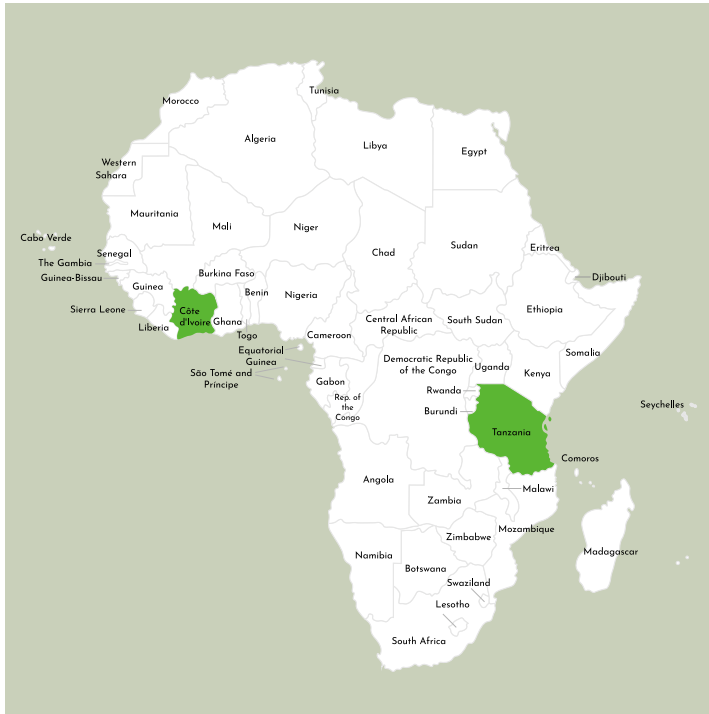 Tunisia
Morocco
Algeria
Libya
Egypt
Western
Sahara
Mauritania
Mali
Niger
Chad
Sudan
Eritrea
Cabo Verde
Senegal
The Gambia
Guinea-Bissau
Guinea
Burkina Faso
Djibouti
Benin
Nigeria
Ethiopia
Sierra Leone
Côte
d'Ivoire
Ghana
Liberia
Togo
Central African
Republic
South Sudan
Cameroon
Equatorial
Guinea
Somalia
Democratic Republic
of the Congo
Uganda
Kenya
São Tomé and
Príncipe
Gabon
Rwanda
Rep. of
the
Congo
Burundi
Seychelles
Tanzania
Comoros
Angola
Malawi
Zambia
Mozambique
Zimbabwe
Madagascar
Namibia
Botswana
Swaziland
Lesotho
South Africa